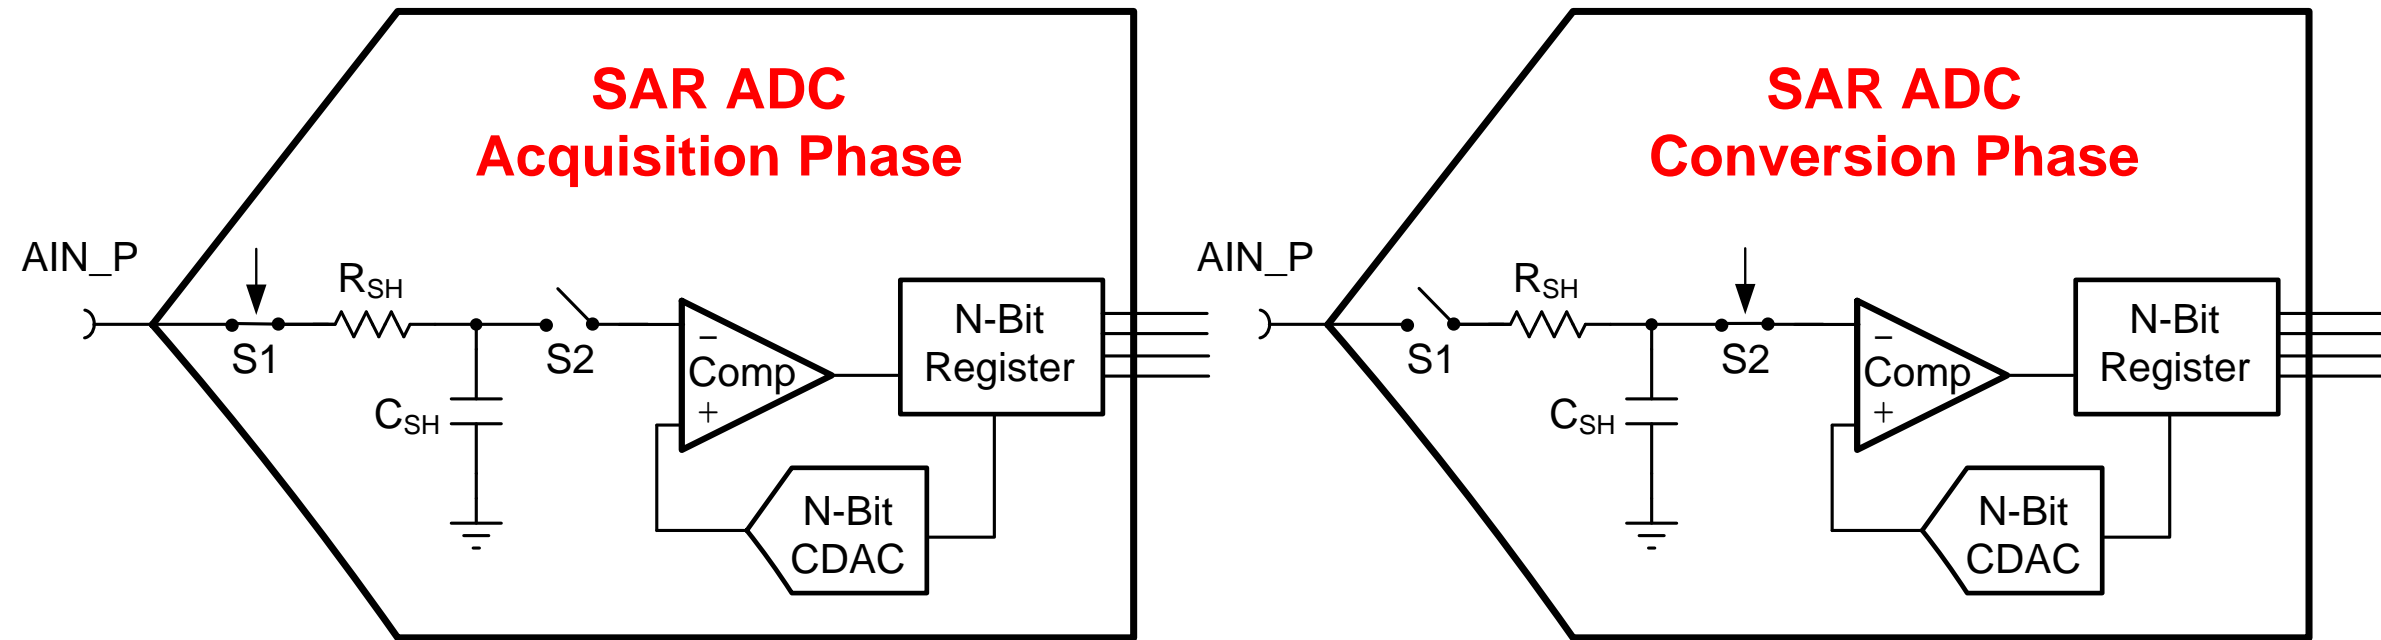 SAR ADC
Acquisition Phase
AIN_P
S1
RSH
CSH
S2
−
Comp
+
N-Bit
Register
N-Bit
CDAC
SAR ADC
Conversion Phase
AIN_P
S1
RSH
CSH
S2
−
Comp
+
N-Bit
Register
N-Bit
CDAC